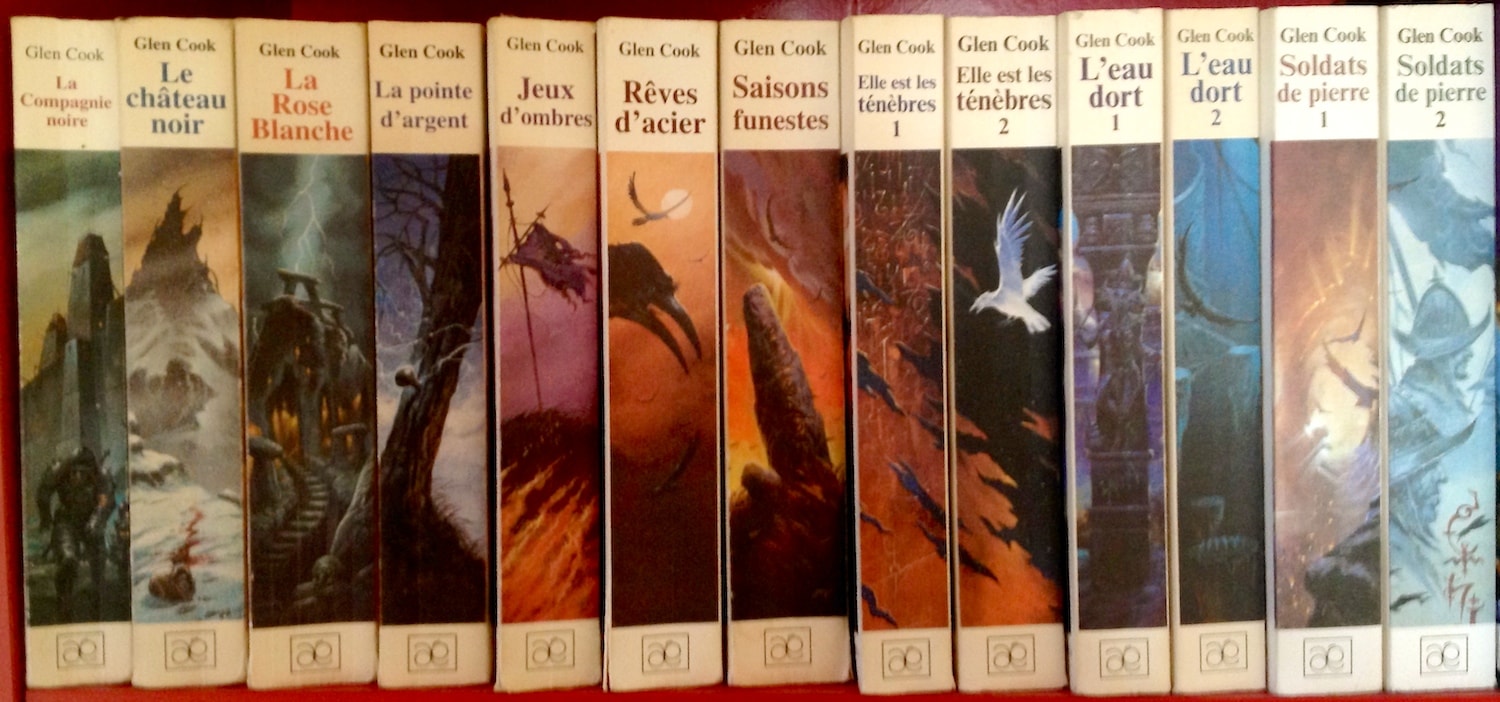 Glen Cook
La
Compagnie
noire
Glen Cook
Le
château
noir
Glen Cook
La
Rose
Blanche
Glen Cook
La pointe
d'argent
Glen Cook
Jeux
d'ombres
Glen Cook
Rêves
d'acier
Glen Cook
Saisons
funestes
Glen Cook
Elle est les
ténèbres
1
Glen Cook
Elle est les
ténèbres
2
Glen Cook
L'eau
dort
1
Glen Cook
L'eau
dort
2
Glen Cook
Soldats
de pierre
1
Glen Cook
Soldats
de pierre
2